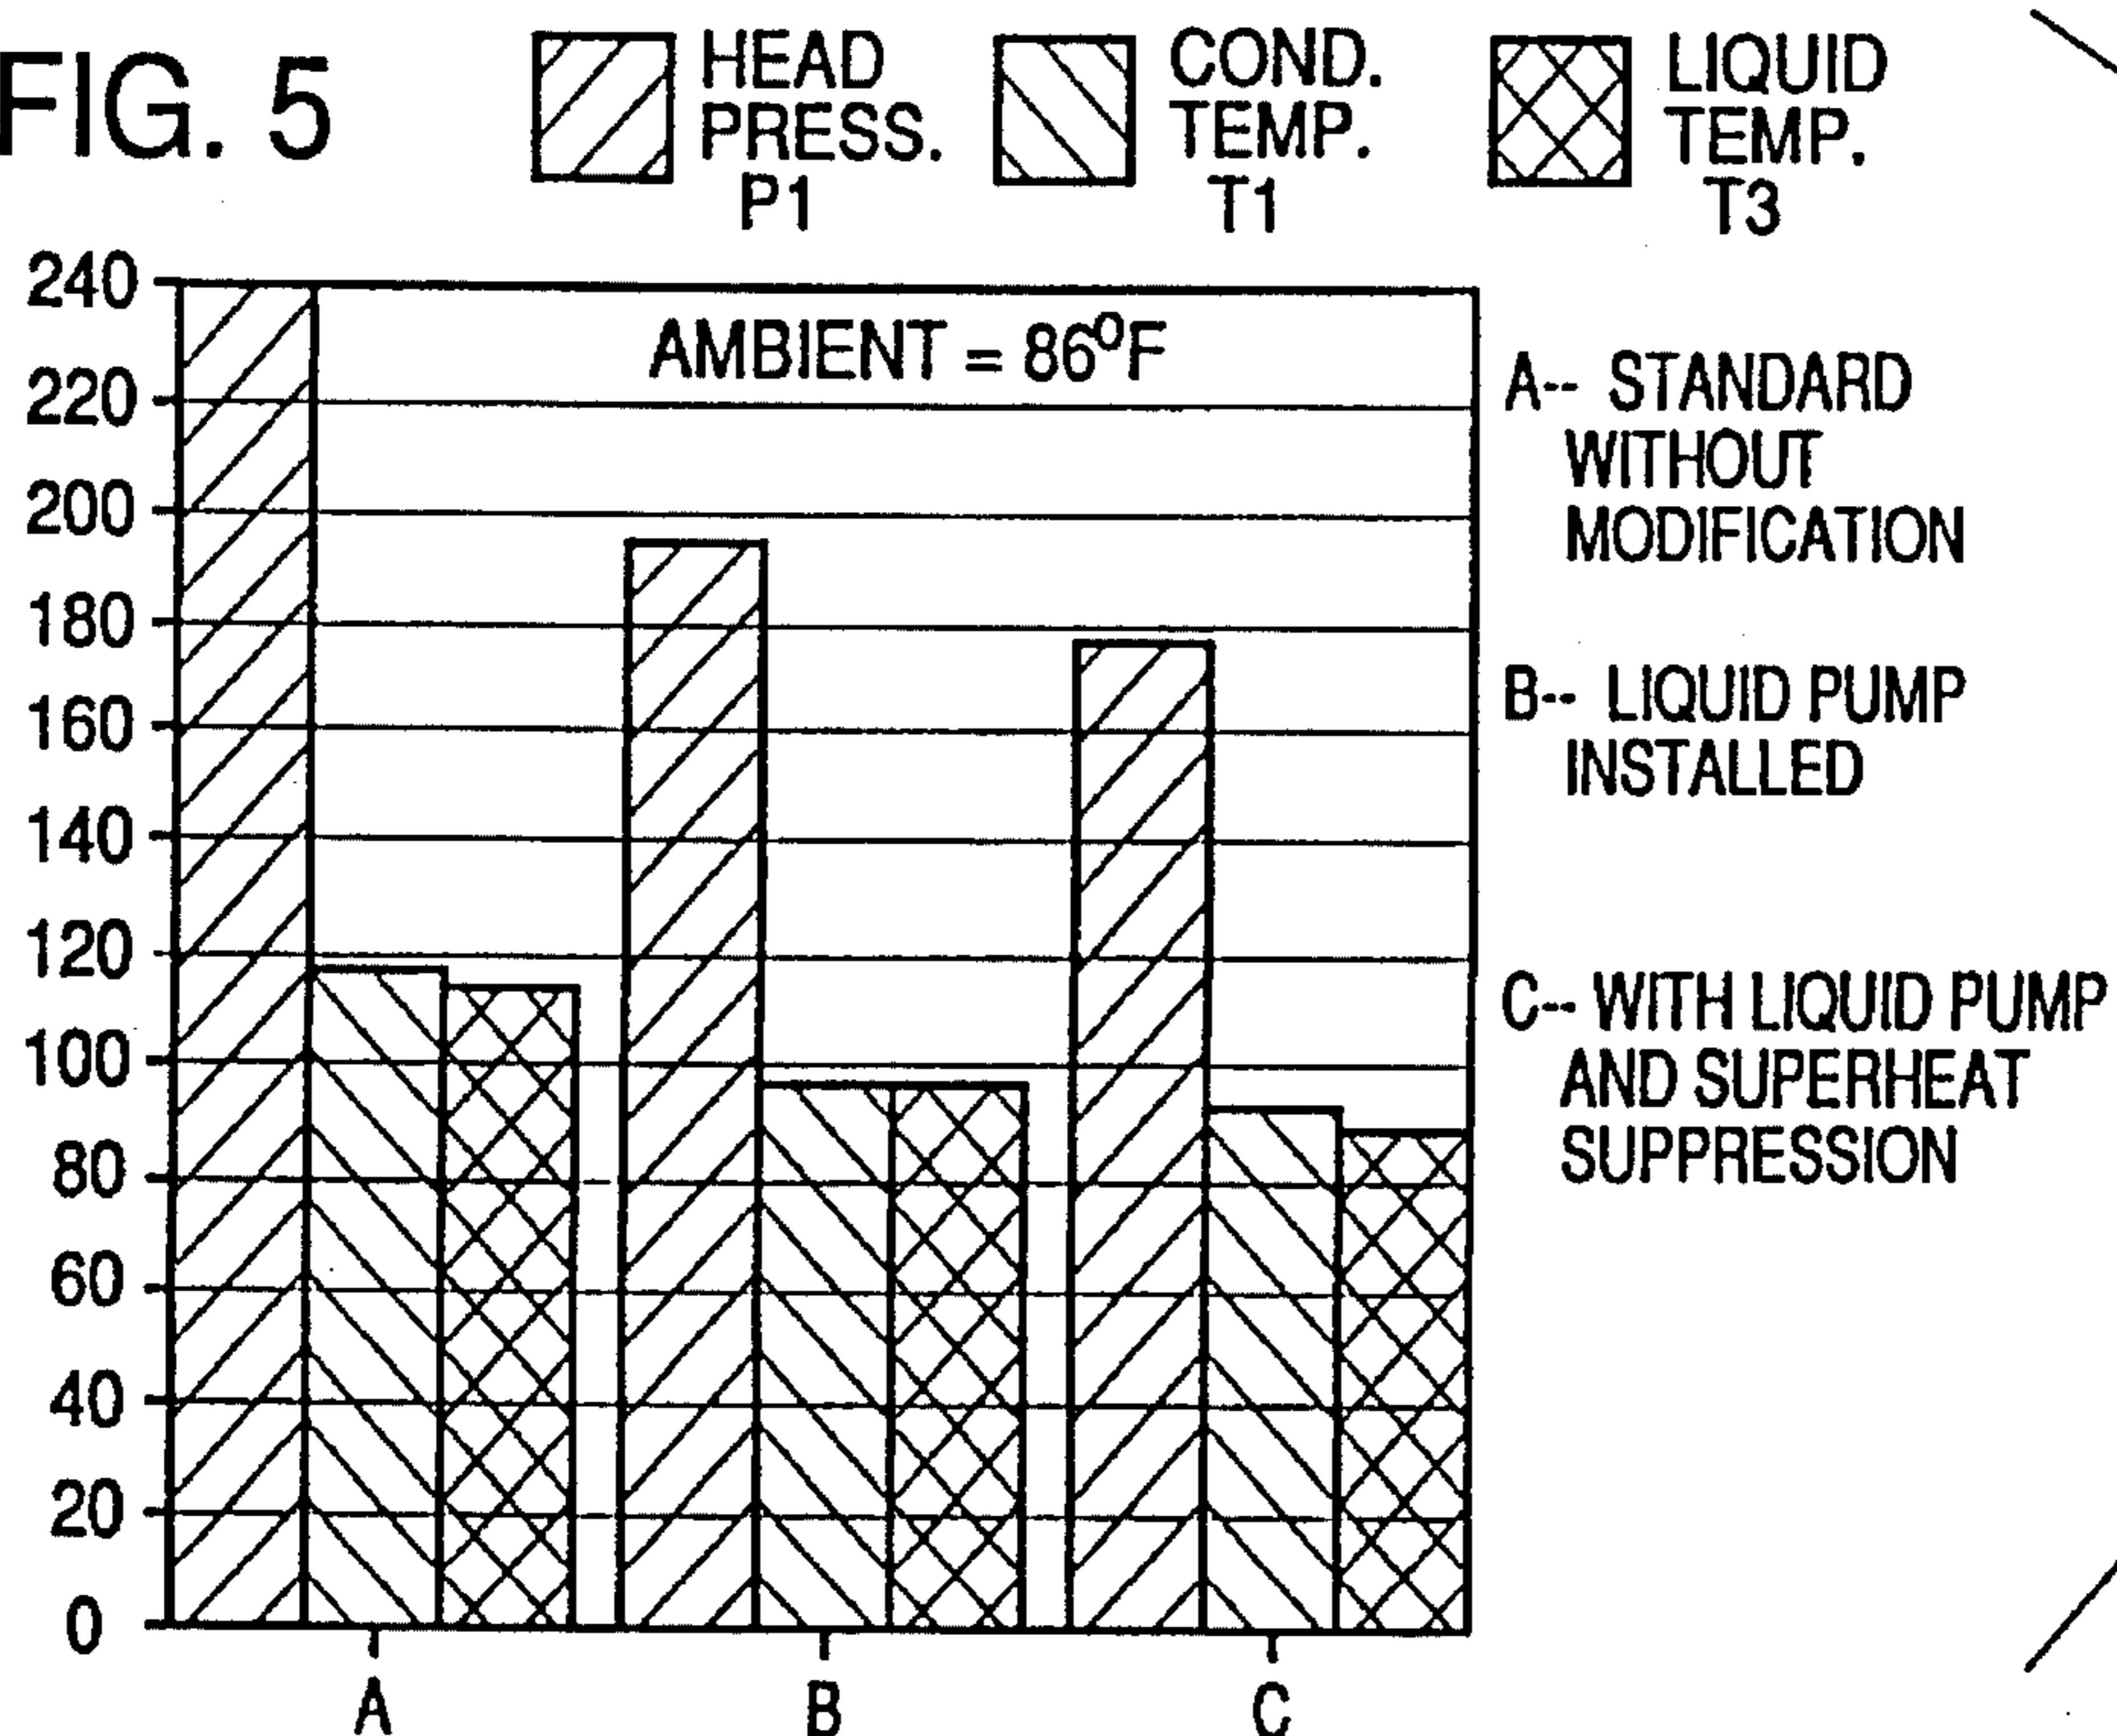 FIG. 5
HEAD
PRESS.
P1
COND.
TEMP.
T1
LIQUID
TEMP.
T3
240
220
200
180
160
140
120
100
80
60
40
20
0
AMBIENT = 86°F
A-- STANDARD
WITHOUT
MODIFICATION
B-- LIQUID PUMP
INSTALLED
C-- WITH LIQUID PUMP
AND SUPERHEAT
SUPPRESSION
A
B
C